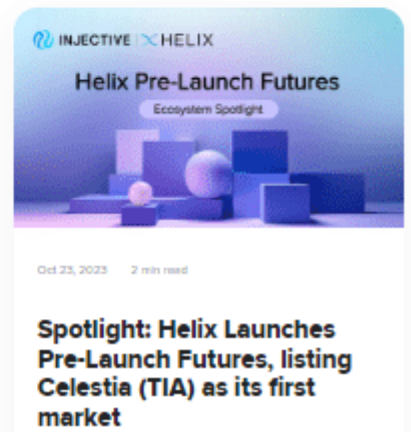 INJECTIVE HELIX
Helix Pre-Launch Futures
Ecosystem Spotlight
Oct 23, 2023 2 min read
Spotlight: Helix Launches
Pre-Launch Futures, listing
Celestia (TIA) as its first
market